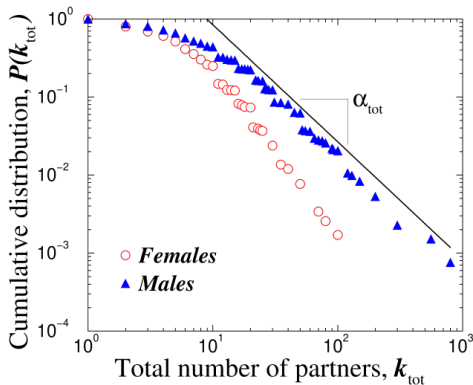 Cumulative distribution, P(k_tot)
10^0
10^-1
10^-2
10^-3
10^-4
α_tot
Females
Males
10^0 10^1 10^2 10^3
Total number of partners, k_tot